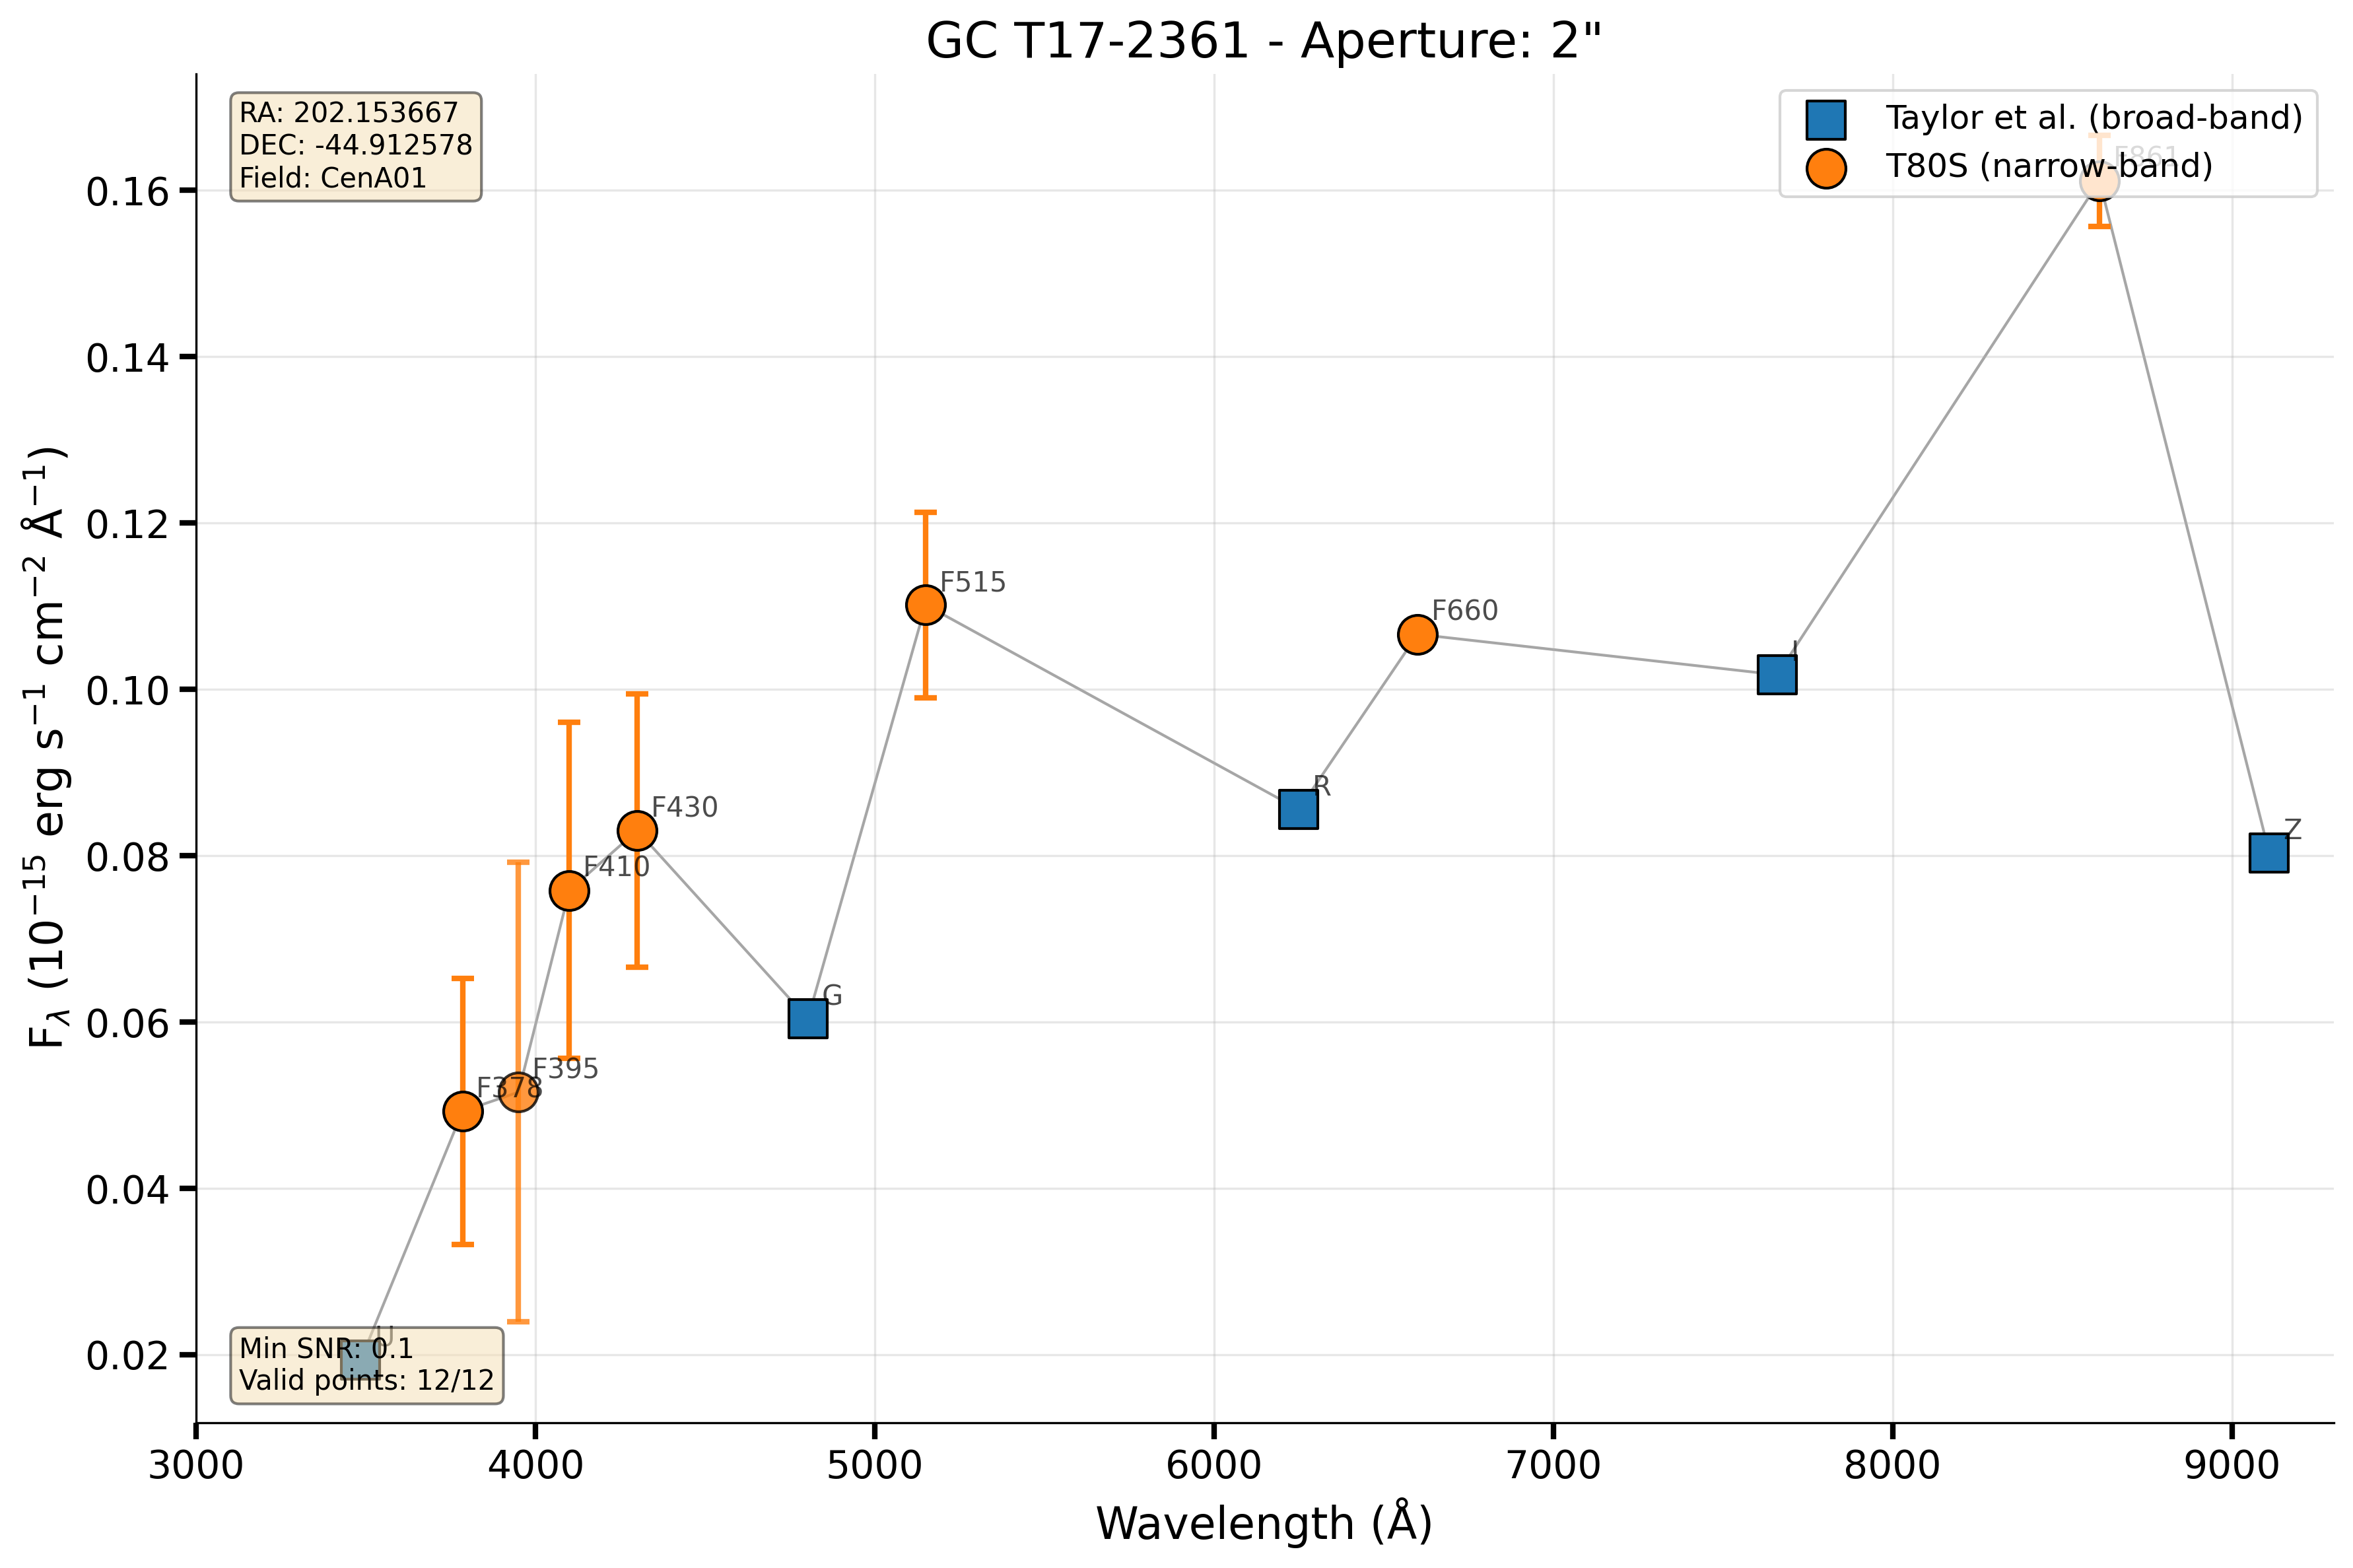 GC T17-2361 - Aperture: 2"
RA: 202.153667
DEC: -44.912578
Field: CenA01
Taylor et al. (broad-band)
T80S (narrow-band)
F861
0.16
0.14
0.12
0.10
0.08
0.06
0.04
0.02
F515
F660
I
R
F430
Z
F410
G
F395
F378
U
Min SNR: 0.1
Valid points: 12/12
3000 4000 5000 6000 7000 8000 9000
Wavelength (Å)
F_λ (10⁻¹⁵ erg s⁻¹ cm⁻² Å⁻¹)